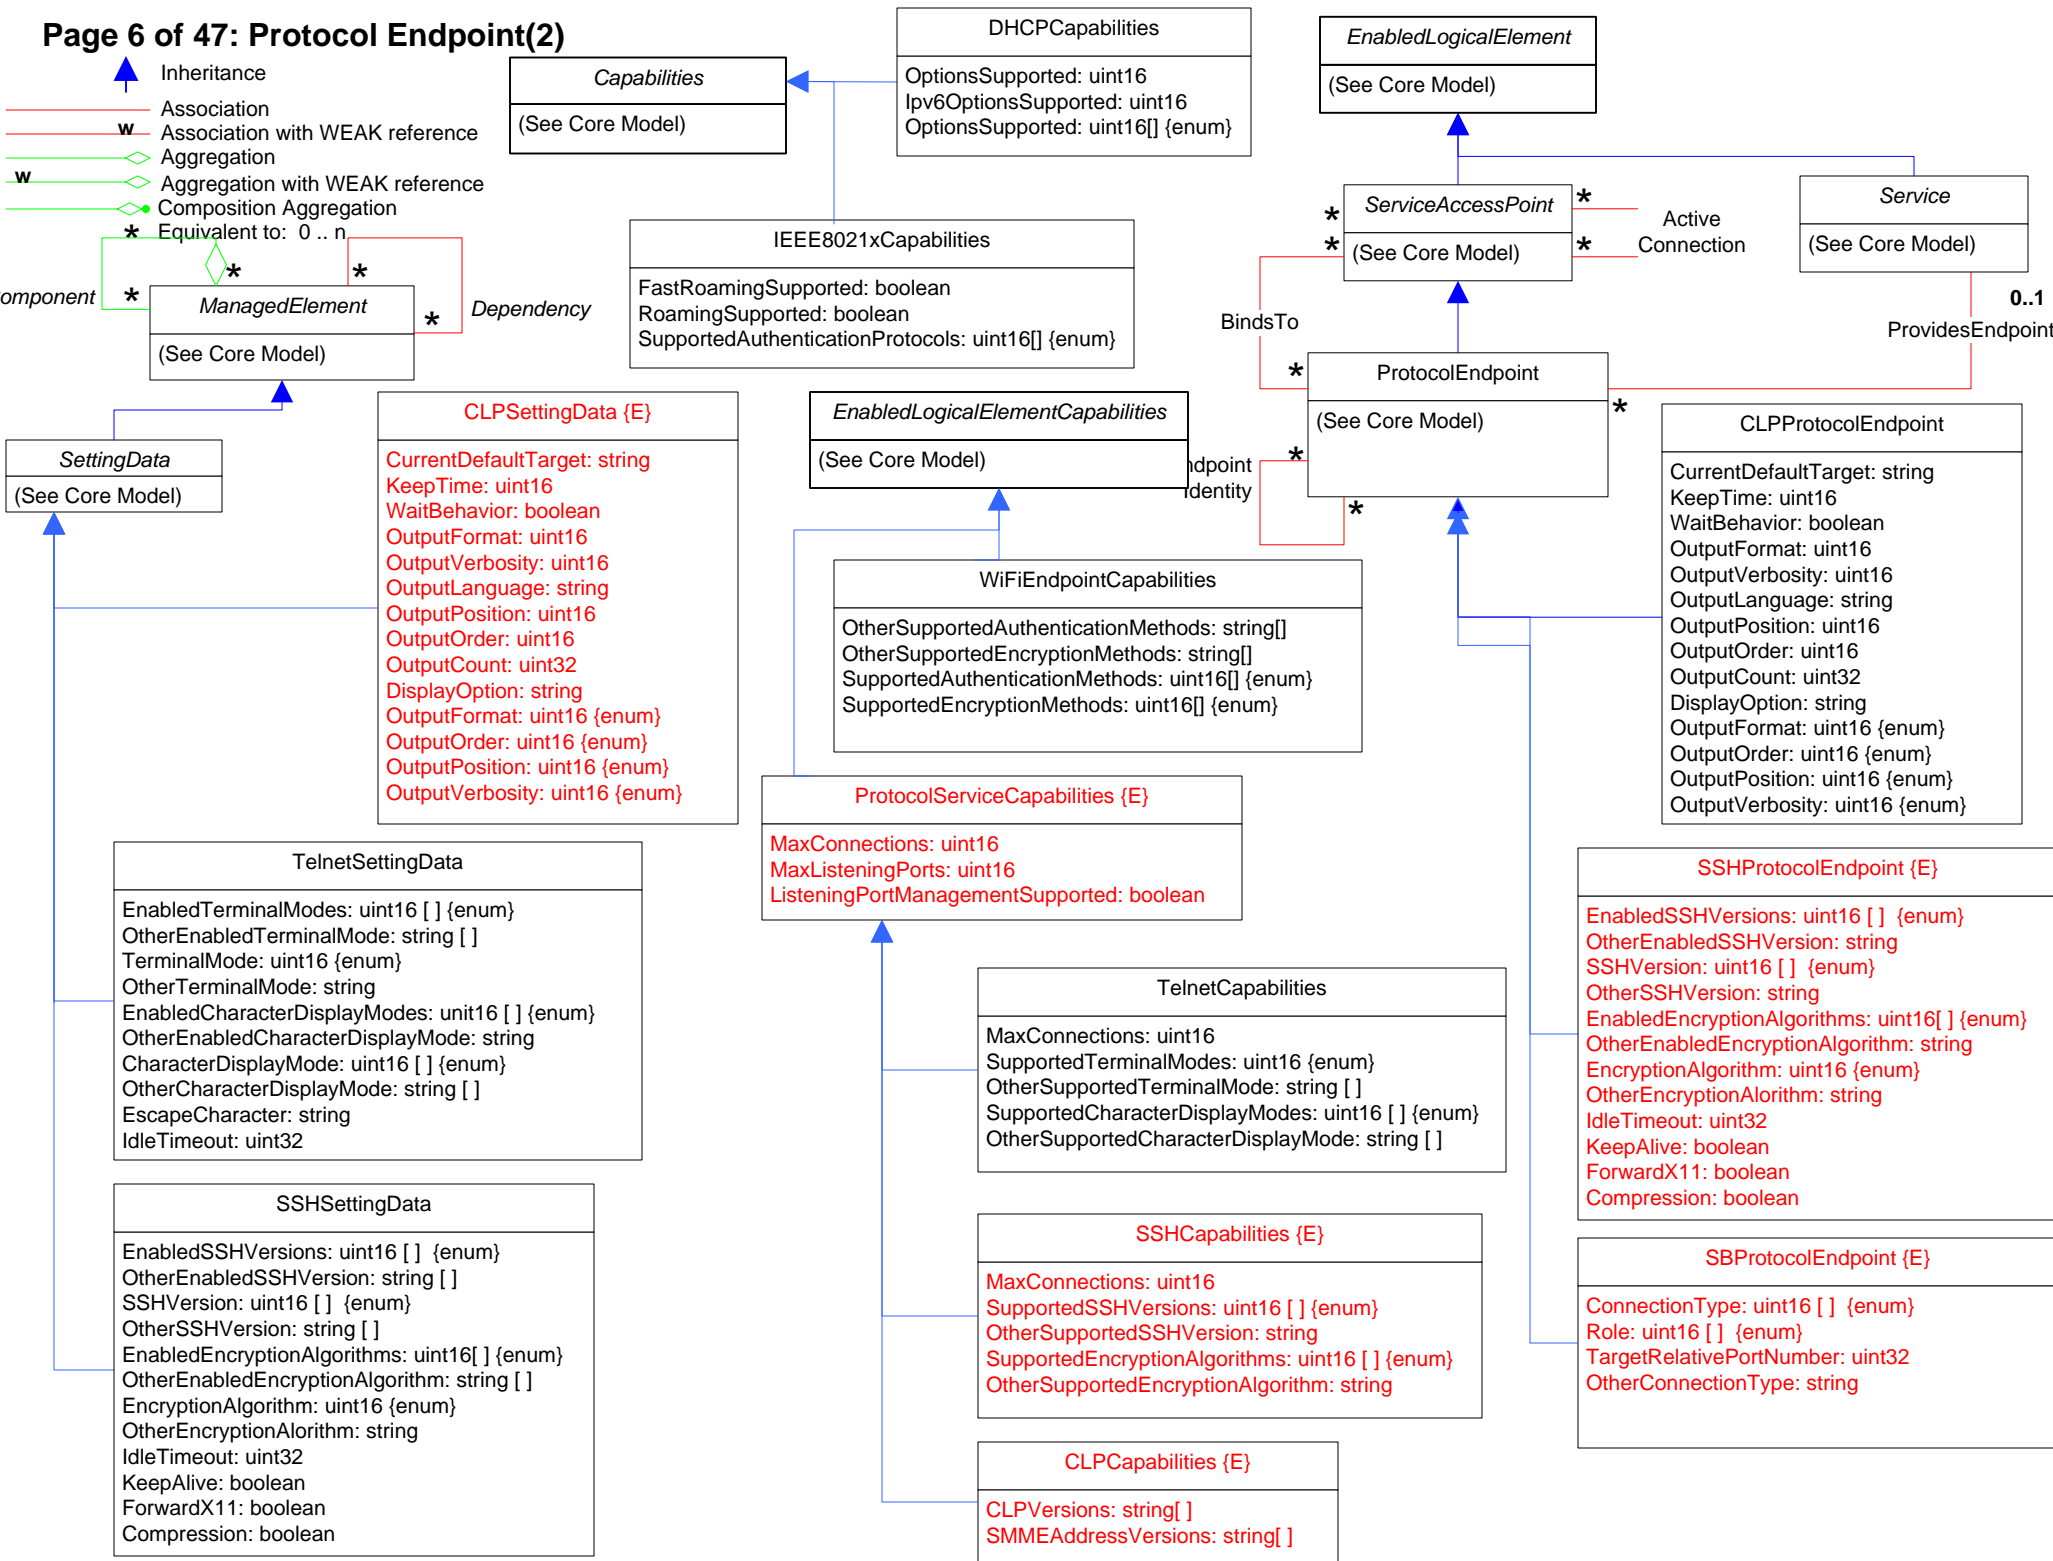 Page 6 of 47: Protocol Endpoint(2)
Inheritance
Association
w
Association with WEAK reference
Aggregation
w
Aggregation with WEAK reference
Composition Aggregation
* Equivalent to: 0 .. n
*
*
*
*
omponent
Dependency
ManagedElement
(See Core Model)
SettingData
(See Core Model)
Capabilities
(See Core Model)
DHCPCapabilities
OptionsSupported: uint16
Ipv6OptionsSupported: uint16
OptionsSupported: uint16[] {enum}
IEEE8021xCapabilities
FastRoamingSupported: boolean
RoamingSupported: boolean
SupportedAuthenticationProtocols: uint16[] {enum}
EnabledLogicalElement
(See Core Model)
ServiceAccessPoint
(See Core Model)
*
*
*
*
Active
Connection
Service
(See Core Model)
0..1
ProvidesEndpoint
BindsTo
*
*
ProtocolEndpoint
(See Core Model)
*
*
ndpoint
Identity
CLPSettingData {E}
CurrentDefaultTarget: string
KeepTime: uint16
WaitBehavior: boolean
OutputFormat: uint16
OutputVerbosity: uint16
OutputLanguage: string
OutputPosition: uint16
OutputOrder: uint16
OutputCount: uint32
DisplayOption: string
OutputFormat: uint16 {enum}
OutputOrder: uint16 {enum}
OutputPosition: uint16 {enum}
OutputVerbosity: uint16 {enum}
EnabledLogicalElementCapabilities
(See Core Model)
WiFiEndpointCapabilities
OtherSupportedAuthenticationMethods: string[]
OtherSupportedEncryptionMethods: string[]
SupportedAuthenticationMethods: uint16[] {enum}
SupportedEncryptionMethods: uint16[] {enum}
CLPProtocolEndpoint
CurrentDefaultTarget: string
KeepTime: uint16
WaitBehavior: boolean
OutputFormat: uint16
OutputVerbosity: uint16
OutputLanguage: string
OutputPosition: uint16
OutputOrder: uint16
OutputCount: uint32
DisplayOption: string
OutputFormat: uint16 {enum}
OutputOrder: uint16 {enum}
OutputPosition: uint16 {enum}
OutputVerbosity: uint16 {enum}
ProtocolServiceCapabilities {E}
MaxConnections: uint16
MaxListeningPorts: uint16
ListeningPortManagementSupported: boolean
TelnetSettingData
EnabledTerminalModes: uint16 [ ] {enum}
OtherEnabledTerminalMode: string [ ]
TerminalMode: uint16 {enum}
OtherTerminalMode: string
EnabledCharacterDisplayModes: unit16 [ ] {enum}
OtherEnabledCharacterDisplayMode: string
CharacterDisplayMode: uint16 [ ] {enum}
OtherCharacterDisplayMode: string [ ]
EscapeCharacter: string
IdleTimeout: uint32
TelnetCapabilities
MaxConnections: uint16
SupportedTerminalModes: uint16 {enum}
OtherSupportedTerminalMode: string [ ]
SupportedCharacterDisplayModes: uint16 [ ] {enum}
OtherSupportedCharacterDisplayMode: string [ ]
SSHProtocolEndpoint {E}
EnabledSSHVersions: uint16 [ ] {enum}
OtherEnabledSSHVersion: string
SSHVersion: uint16 [ ] {enum}
OtherSSHVersion: string
EnabledEncryptionAlgorithms: uint16[ ] {enum}
OtherEnabledEncryptionAlgorithm: string
EncryptionAlgorithm: uint16 {enum}
OtherEncryptionAlorithm: string
IdleTimeout: uint32
KeepAlive: boolean
ForwardX11: boolean
Compression: boolean
SSHSettingData
EnabledSSHVersions: uint16 [ ] {enum}
OtherEnabledSSHVersion: string [ ]
SSHVersion: uint16 [ ] {enum}
OtherSSHVersion: string [ ]
EnabledEncryptionAlgorithms: uint16[ ] {enum}
OtherEnabledEncryptionAlgorithm: string [ ]
EncryptionAlgorithm: uint16 {enum}
OtherEncryptionAlorithm: string
IdleTimeout: uint32
KeepAlive: boolean
ForwardX11: boolean
Compression: boolean
SSHCapabilities {E}
MaxConnections: uint16
SupportedSSHVersions: uint16 [ ] {enum}
OtherSupportedSSHVersion: string
SupportedEncryptionAlgorithms: uint16 [ ] {enum}
OtherSupportedEncryptionAlgorithm: string
SBProtocolEndpoint {E}
ConnectionType: uint16 [ ] {enum}
Role: uint16 [ ] {enum}
TargetRelativePortNumber: uint32
OtherConnectionType: string
CLPCapabilities {E}
CLPVersions: string[ ]
SMMEAddressVersions: string[ ]